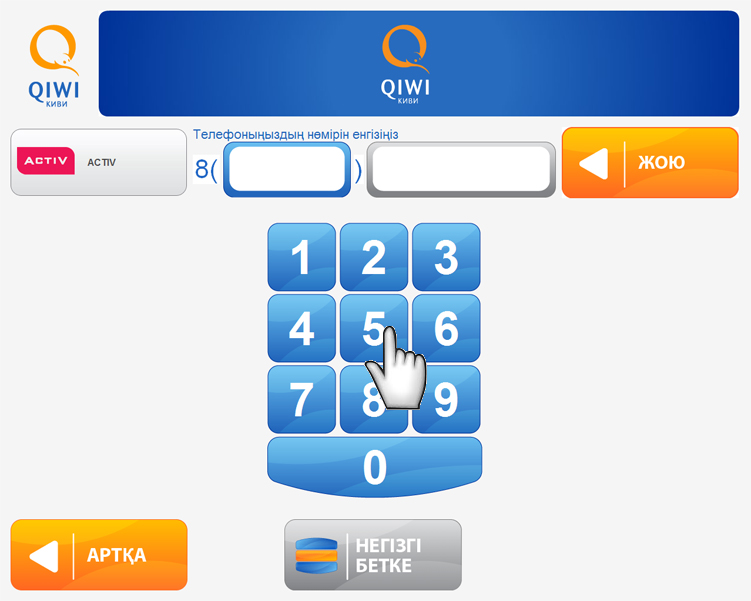 QIWI
КИВИ
QIWI
КИВИ
ACTIV
ACTIV
Телефоныңыздың нөмірін енгізіңіз
8( )
ЖОЮ
1 2 3
4 5 6
7 8 9
0
АРТҚА
НЕГІЗГІ
БЕТКЕ